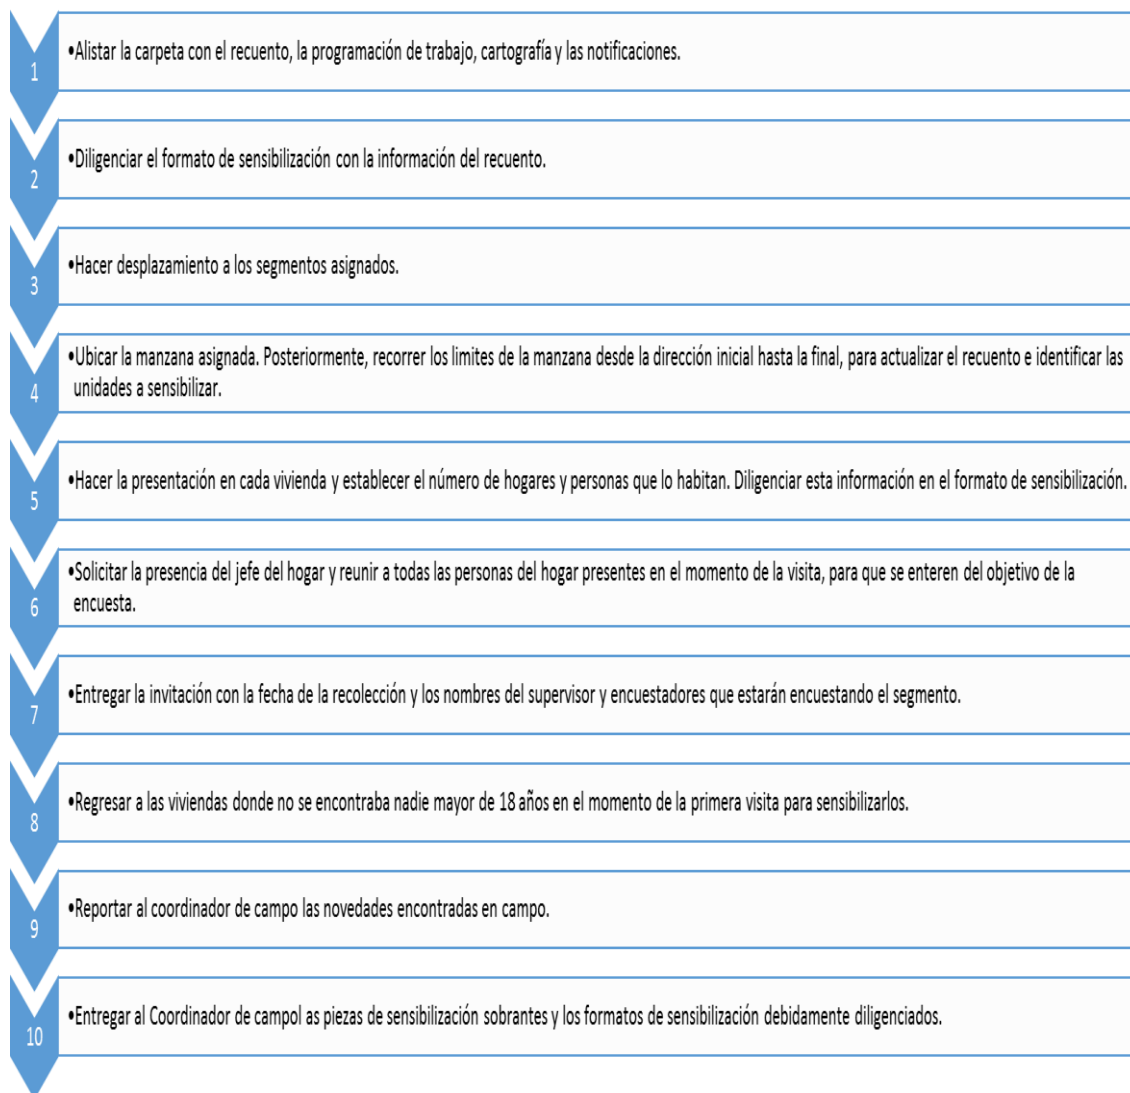 1
•Alistar la carpeta con el recuento, la programación de trabajo, cartografía y las notificaciones.
2
•Diligenciar el formato de sensibilización con la información del recuento.
3
•Hacer desplazamiento a los segmentos asignados.
4
•Ubicar la manzana asignada. Posteriormente, recorrer los limites de la manzana desde la dirección inicial hasta la final, para actualizar el recuento e identificar las
unidades a sensibilizar.
5
•Hacer la presentación en cada vivienda y establecer el número de hogares y personas que lo habitan. Diligenciar esta información en el formato de sensibilización.
6
•Solicitar la presencia del jefe del hogar y reunir a todas las personas del hogar presentes en el momento de la visita, para que se enteren del objetivo de la
encuesta.
7
•Entregar la invitación con la fecha de la recolección y los nombres del supervisor y encuestadores que estarán encuestando el segmento.
8
•Regresar a las viviendas donde no se encontraba nadie mayor de 18 años en el momento de la primera visita para sensibilizarlos.
9
•Reportar al coordinador de campo las novedades encontradas en campo.
10
•Entregar al Coordinador de campol as piezas de sensibilización sobrantes y los formatos de sensibilización debidamente diligenciados.